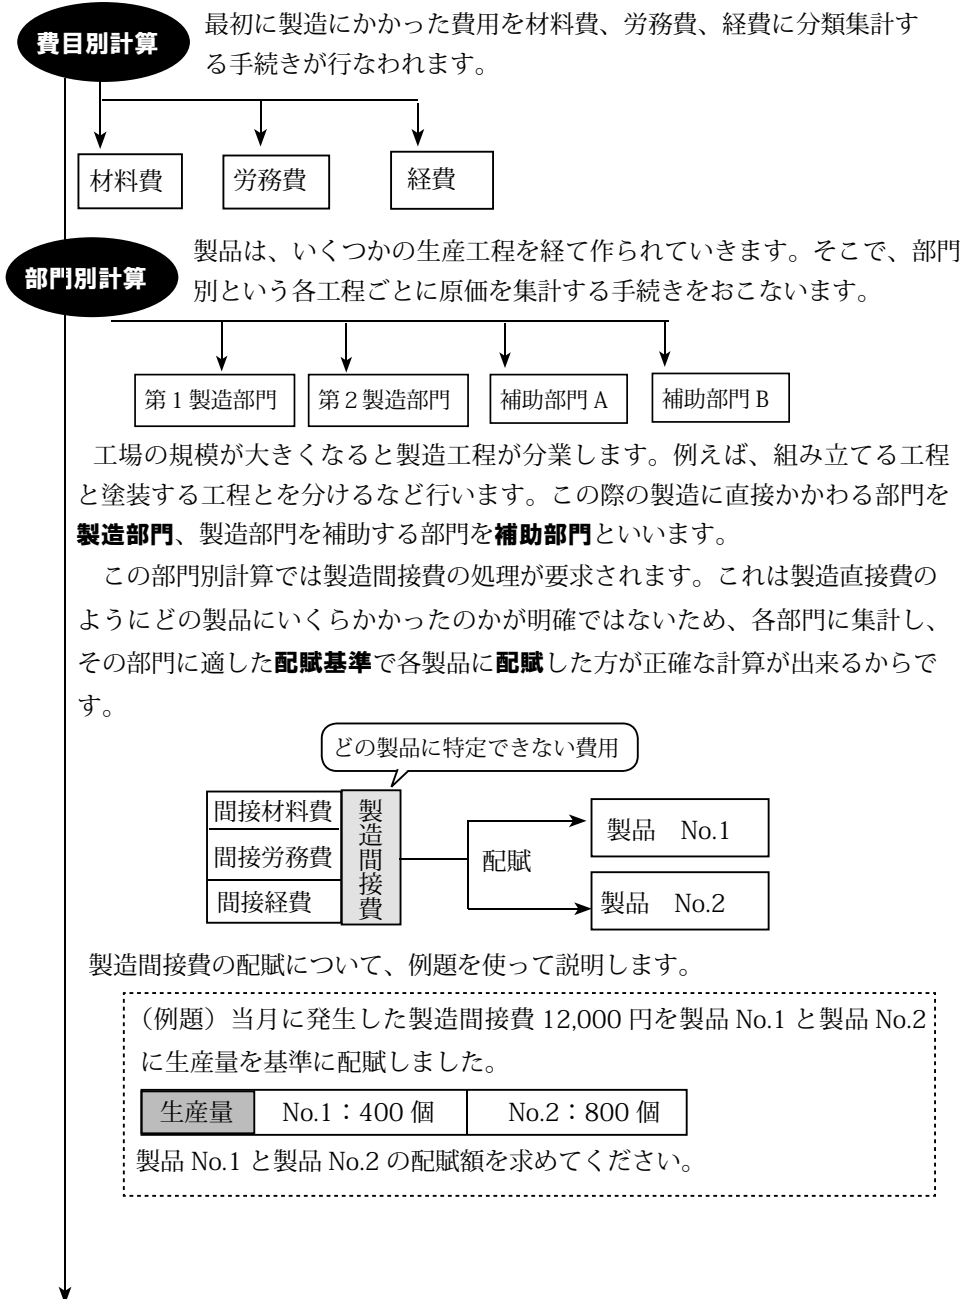 費目別計算
最初に製造にかかった費用を材料費、労務費、経費に分類集計す
る手続きが行なわれます。
材料費
労務費
経費
部門別計算
製品は、いくつかの生産工程を経て作られていきます。そこで、部門
別という各工程ごとに原価を集計する手続きをおこないます。
第1製造部門
第2製造部門
補助部門 A
補助部門 B
工場の規模が大きくなると製造工程が分業します。例えば、組み立てる工程
と塗装する工程とを分けるなど行います。この際の製造に直接かかわる部門を
製造部門、製造部門を補助する部門を補助部門といいます。
この部門別計算では製造間接費の処理が要求されます。これは製造直接費の
ようにどの製品にいくらかかったのかが明確ではないため、各部門に集計し、
その部門に適した配賦基準で各製品に配賦した方が正確な計算が出来るからで
す。
どの製品に特定できない費用
間接材料費
間接労務費
間接経費
製造間接費
配賦
製品 No.1
製品 No.2
製造間接費の配賦について、例題を使って説明します。
（例題）当月に発生した製造間接費 12,000 円を製品 No.1 と製品 No.2
に生産量を基準に配賦しました。
生産量 No.1：400 個 No.2：800 個
製品 No.1 と製品 No.2 の配賦額を求めてください。